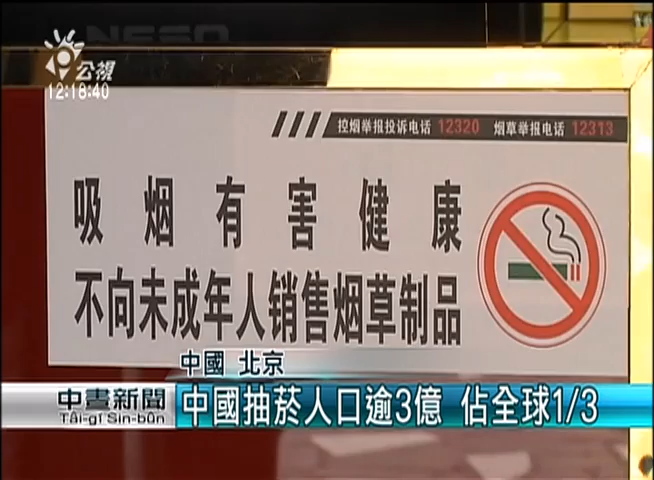 公視
12:18:40
控烟举报投诉电话 12320 烟草举报电话 12313
吸烟有害健康
不向未成年人销售烟草制品
中國 北京
中晝新聞
Tâi-gí Sin-bûn
中國抽菸人口逾3億 佔全球1/3